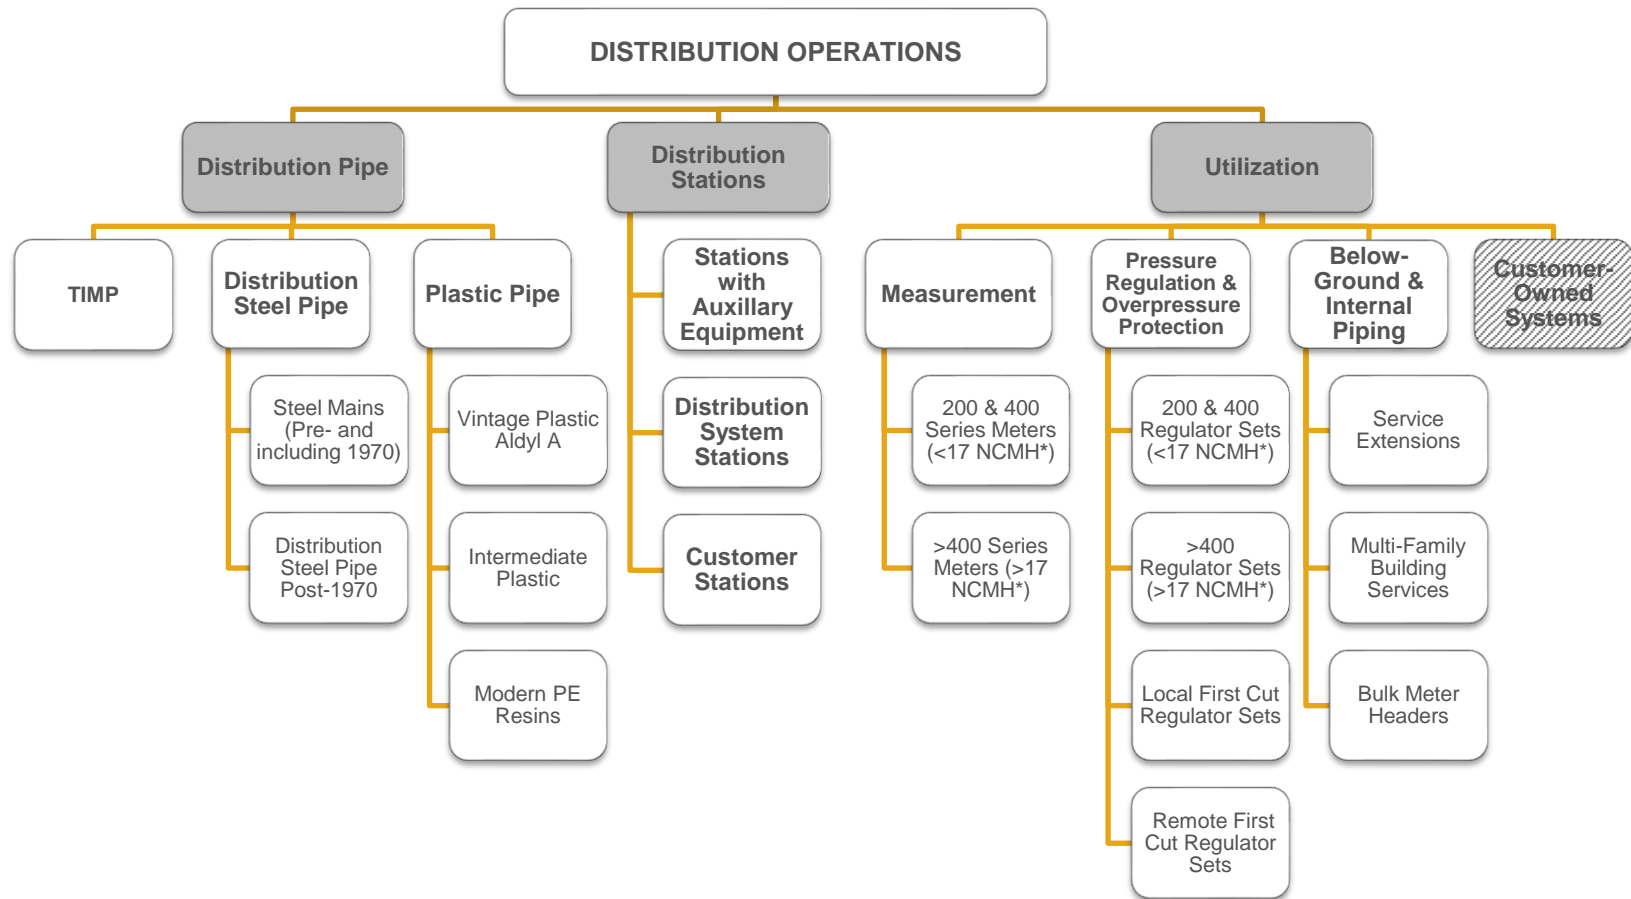 DISTRIBUTION OPERATIONS
Distribution Pipe
Distribution
Stations
Utilization
TIMP
Distribution
Steel Pipe
Plastic Pipe
Stations
with
Auxillary
Equipment
Measurement
Pressure
Regulation &
Overpressure
Protection
Below-
Ground &
Internal
Piping
Customer-
Owned
Systems
Steel Mains
(Pre- and
including 1970)
Vintage Plastic
Aldyl A
Distribution
System
Stations
200 & 400
Series Meters
(<17 NCMH*)
200 & 400
Regulator Sets
(<17 NCMH*)
Service
Extensions
Distribution
Steel Pipe
Post-1970
Intermediate
Plastic
Customer
Stations
>400 Series
Meters (>17
NCMH*)
>400
Regulator Sets
(>17 NCMH*)
Multi-Family
Building
Services
Modern PE
Resins
Local First Cut
Regulator Sets
Bulk Meter
Headers
Remote First
Cut Regulator
Sets